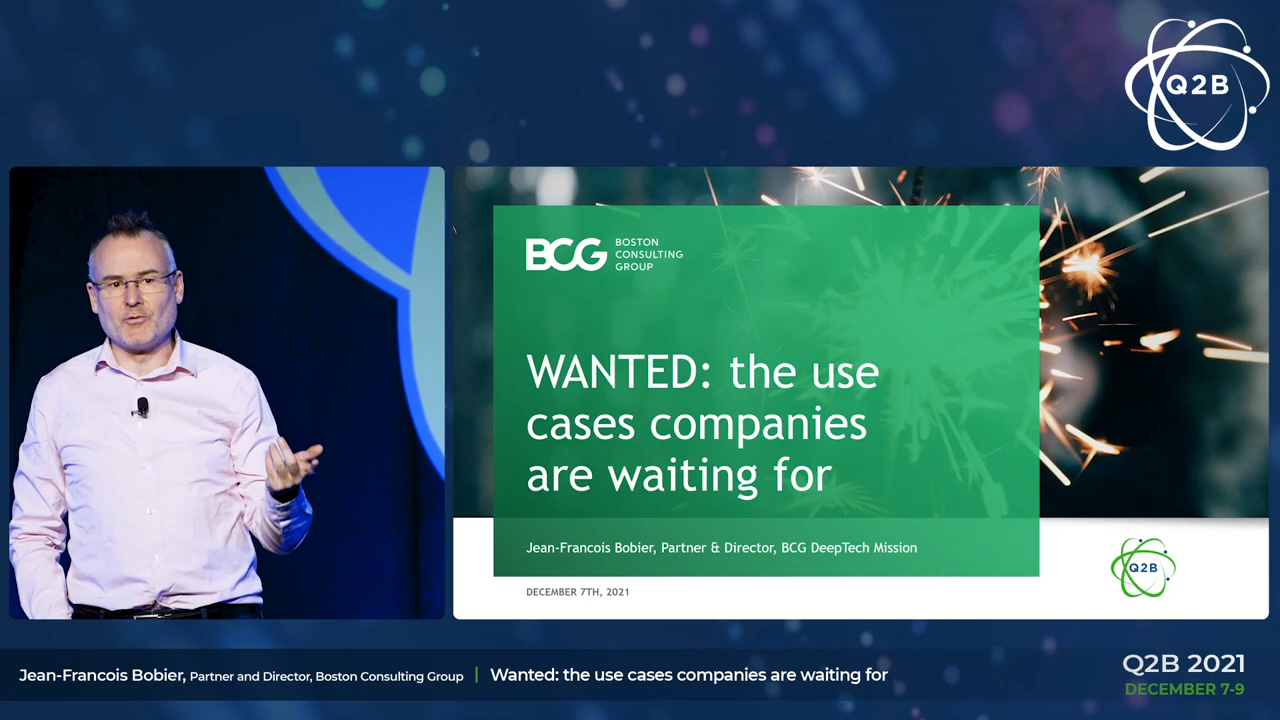 Q2B
BCG
BOSTON
CONSULTING
GROUP
WANTED: the use
cases companies
are waiting for
Jean-Francois Bobier, Partner & Director, BCG DeepTech Mission
DECEMBER 7TH, 2021
Q2B
Jean-Francois Bobier, Partner and Director, Boston Consulting Group | Wanted: the use cases companies are waiting for
Q2B 2021
DECEMBER 7-9